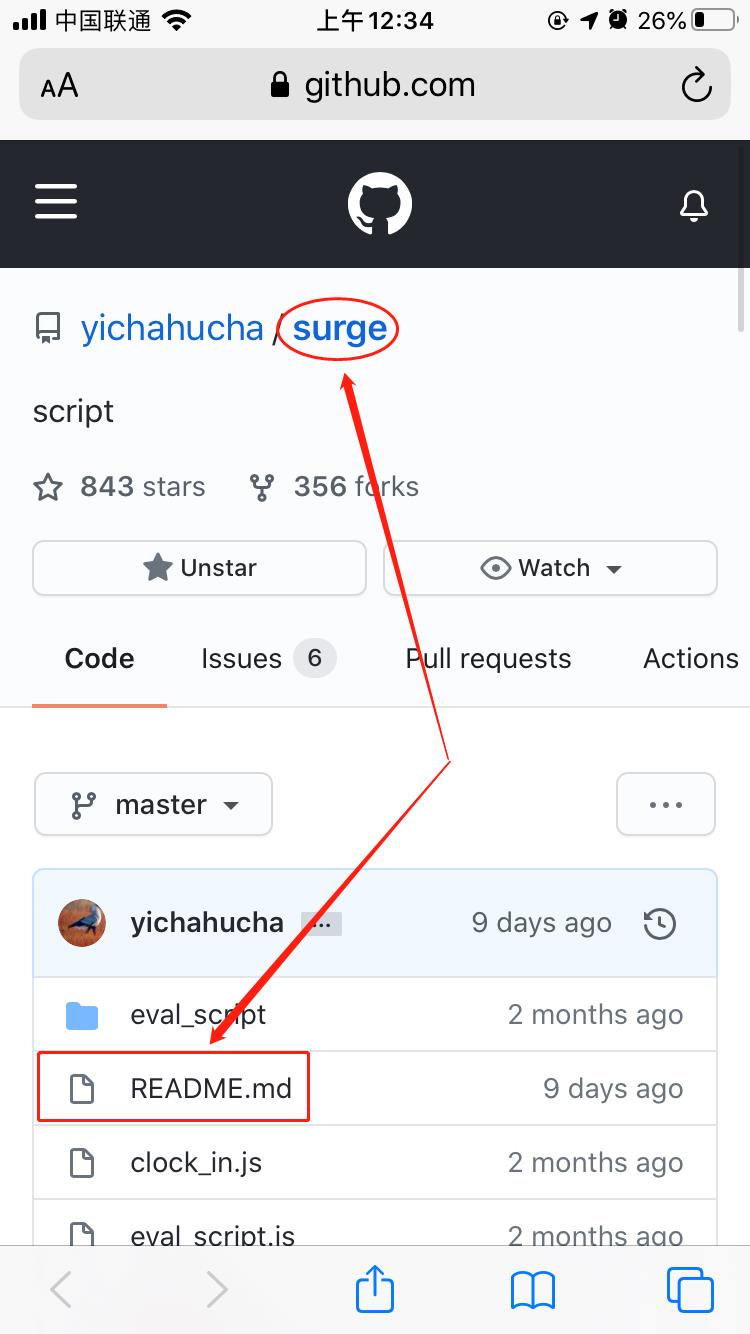 中国联通 上午12:34 26%
AA github.com
yichahucha / surge
script
843 stars 356 forks
Unstar Watch
Code Issues 6 Pull requests Actions
master ...
yichahucha ... 9 days ago
eval_script 2 months ago
README.md 9 days ago
clock_in.js 2 months ago
eval_script.js 2 months ago